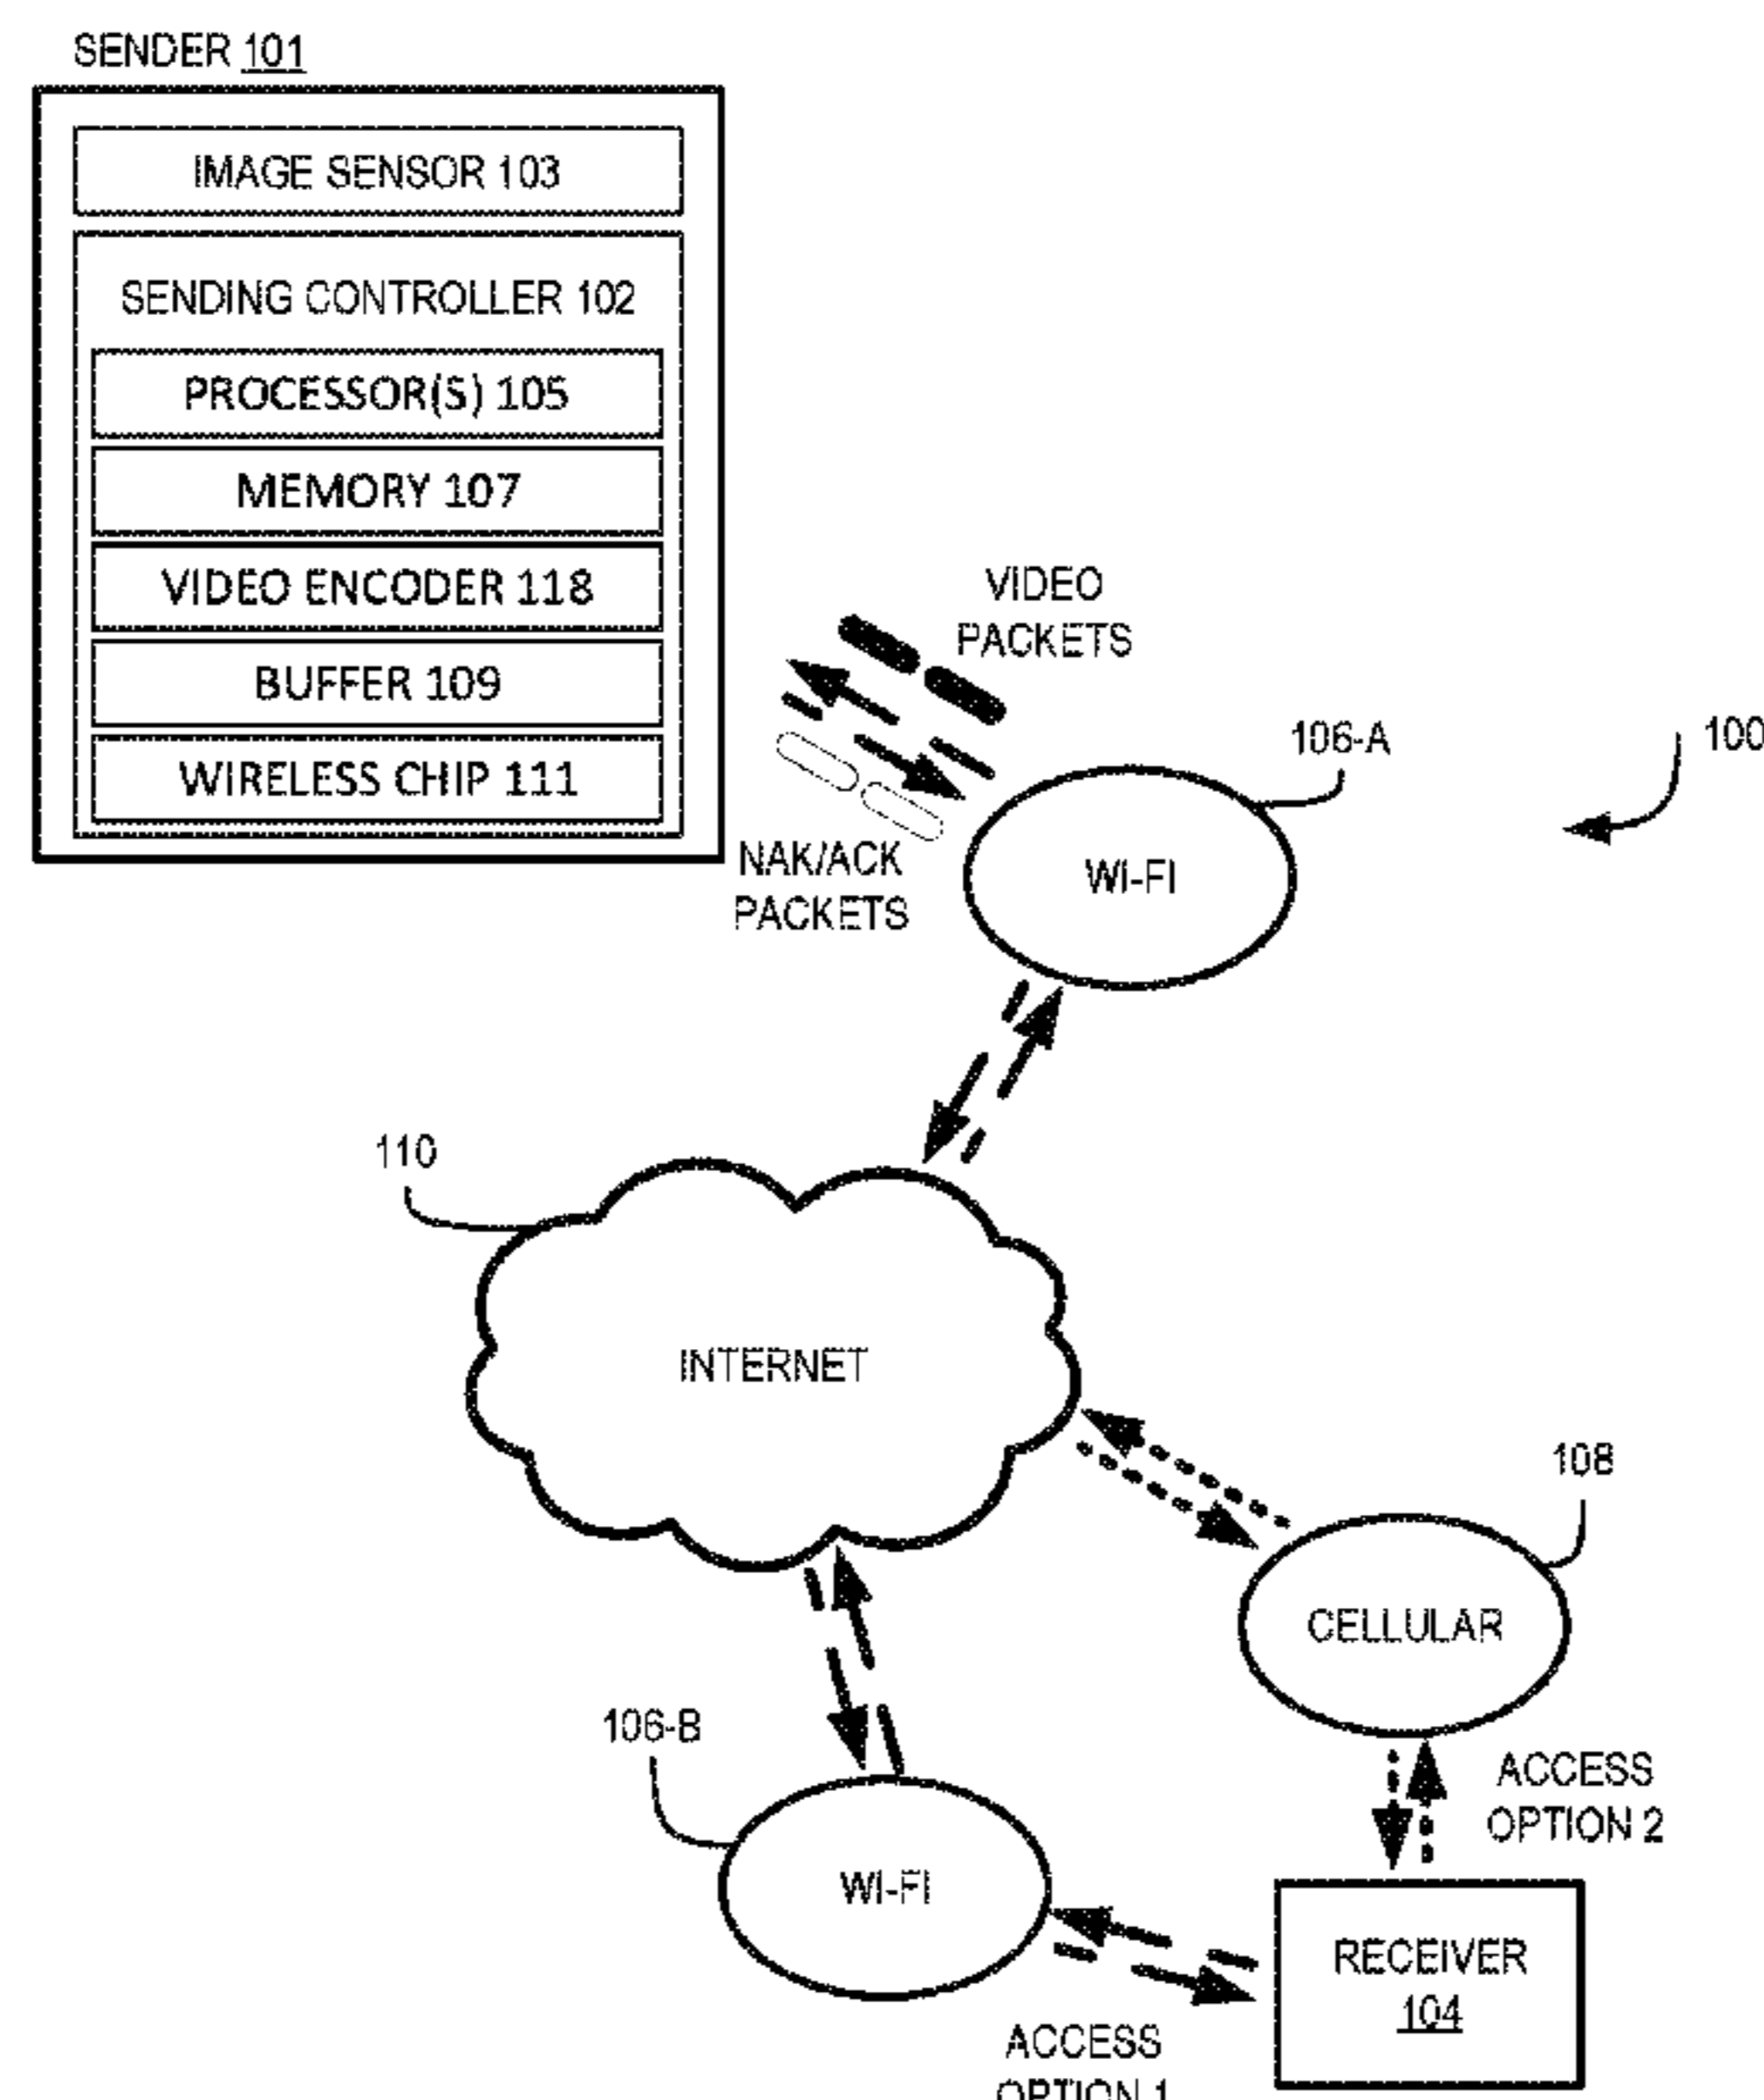 SENDER 101
IMAGE SENSOR 103
SENDING CONTROLLER 102
PROCESSOR(S) 105
MEMORY 107
VIDEO ENCODER 118
BUFFER 109
WIRELESS CHIP 111
VIDEO
PACKETS
NAK/ACK
PACKETS
106-A
100
WI-FI
110
INTERNET
108
CELLULAR
106-B
ACCESS
OPTION 2
WI-FI
RECEIVER
104
ACCESS
OPTION 1